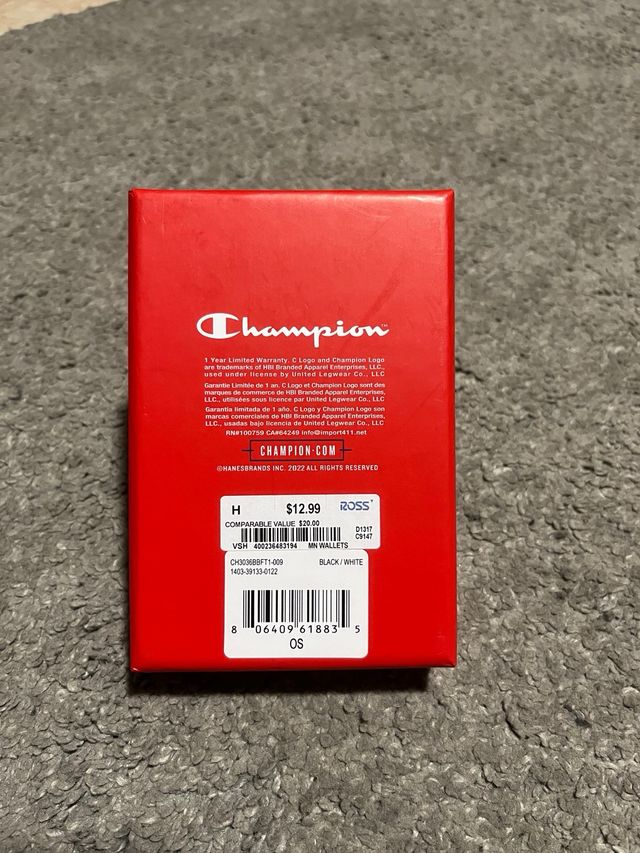 Champion™
1 Year Limited Warranty. C Logo and Champion Logo
are trademarks of HBI Branded Apparel Enterprises, LLC.,
used under license by United Legwear Co., LLC
Garantie Limitée de 1 an. C Logo et Champion Logo sont des
marques de commerce de HBI Branded Apparel Enterprises,
LLC., utilisées sous licence par United Legwear Co., LLC
Garantía limitada de 1 año. C Logo y Champion Logo son
marcas comerciales de HBI Branded Apparel Enterprises,
LLC., usadas bajo licencia de United Legwear Co., LLC
RN#100759 CA#64249 info@import411.net
CHAMPION·COM
©HANESBRANDS INC. 2022 ALL RIGHTS RESERVED
H $12.99 ROSS
COMPARABLE VALUE $20.00
D1317
C9147
VSH 400236483194 MN WALLETS
CH3036BBFT1-009 BLACK / WHITE
1403-39133-0122
8 06409 61883 5
OS